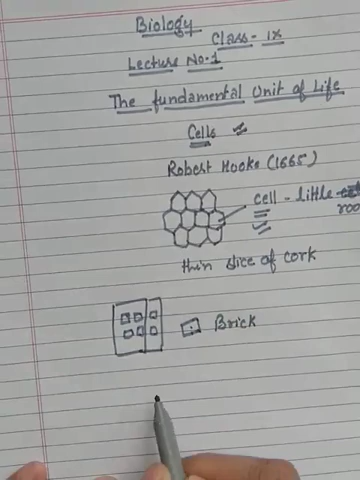 Biology
Class - IX
Lecture No.1
The fundamental Unit of Life
Cells
Robert Hooke (1665)
cell - little
roo
thin slice of cork
Brick